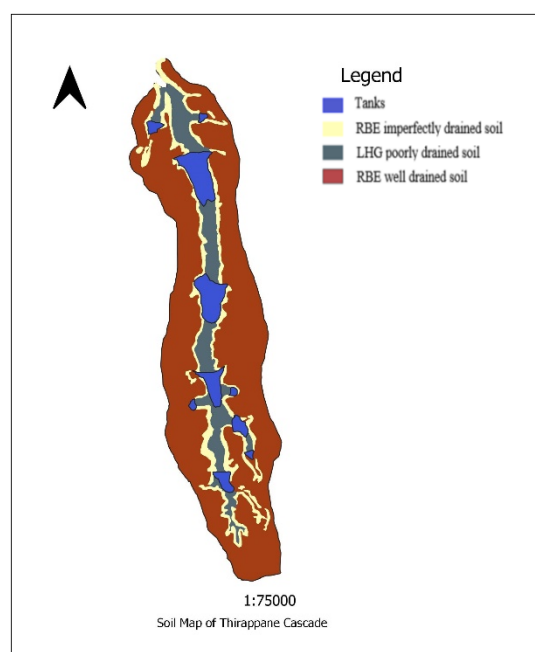 Legend
Tanks
RBE imperfectly drained soil
LHG poorly drained soil
RBE well drained soil
1:75000
Soil Map of Thirappane Cascade